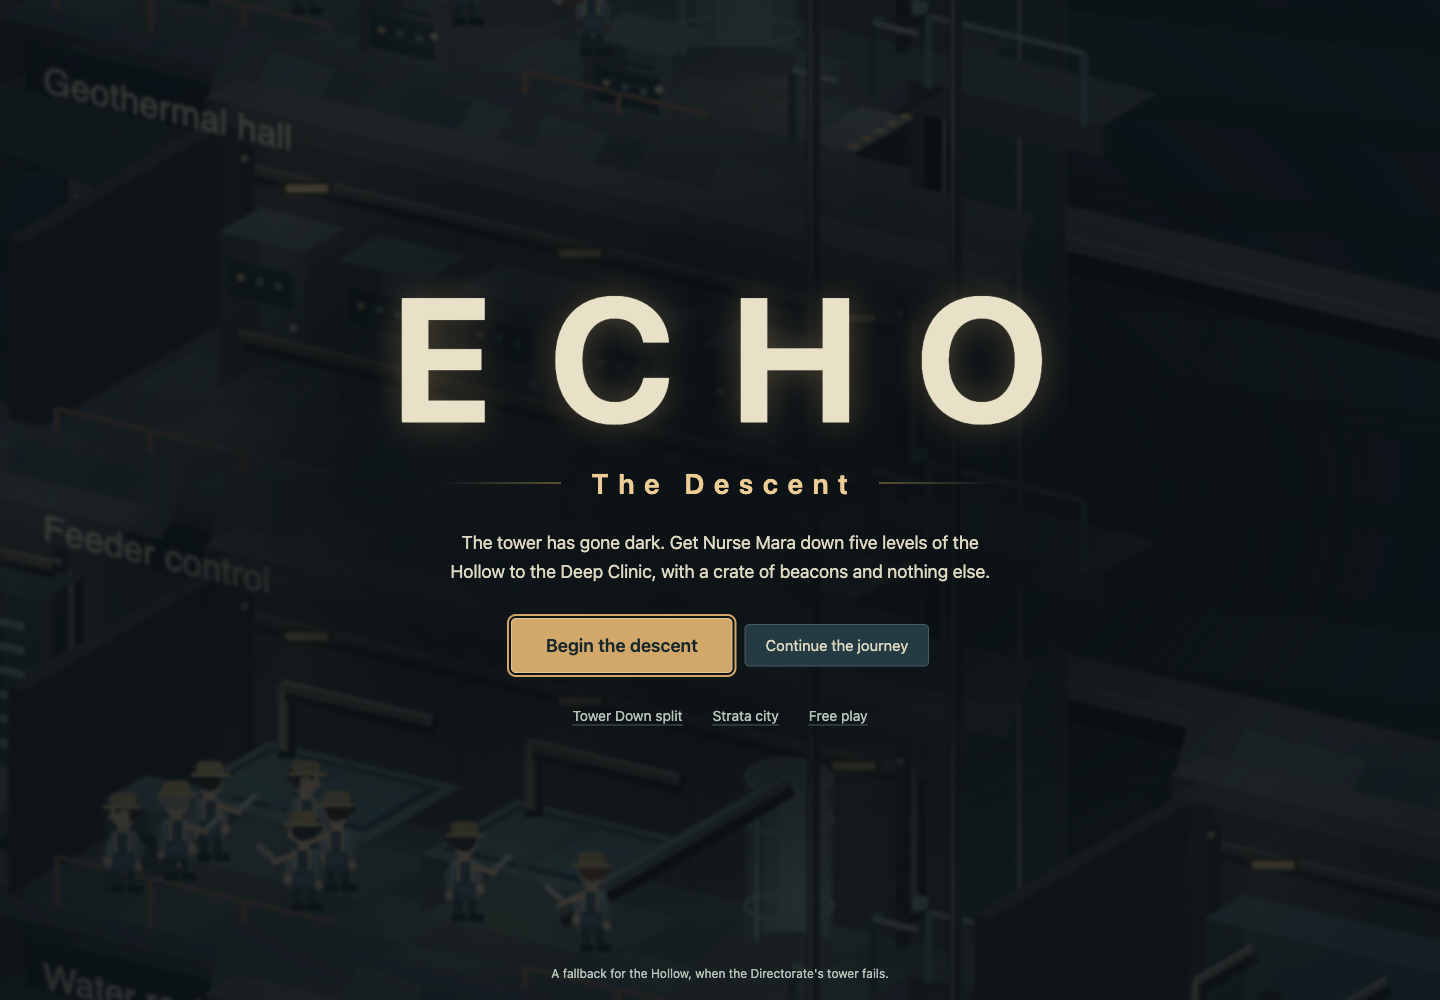 Geothermal hall
ECHO
The Descent
Feeder control
The tower has gone dark. Get Nurse Mara down five levels of the
Hollow to the Deep Clinic, with a crate of beacons and nothing else.
Begin the descent
Continue the journey
Tower Down split
Strata city
Free play
A fallback for the Hollow, when the Directorate's tower fails.
Water